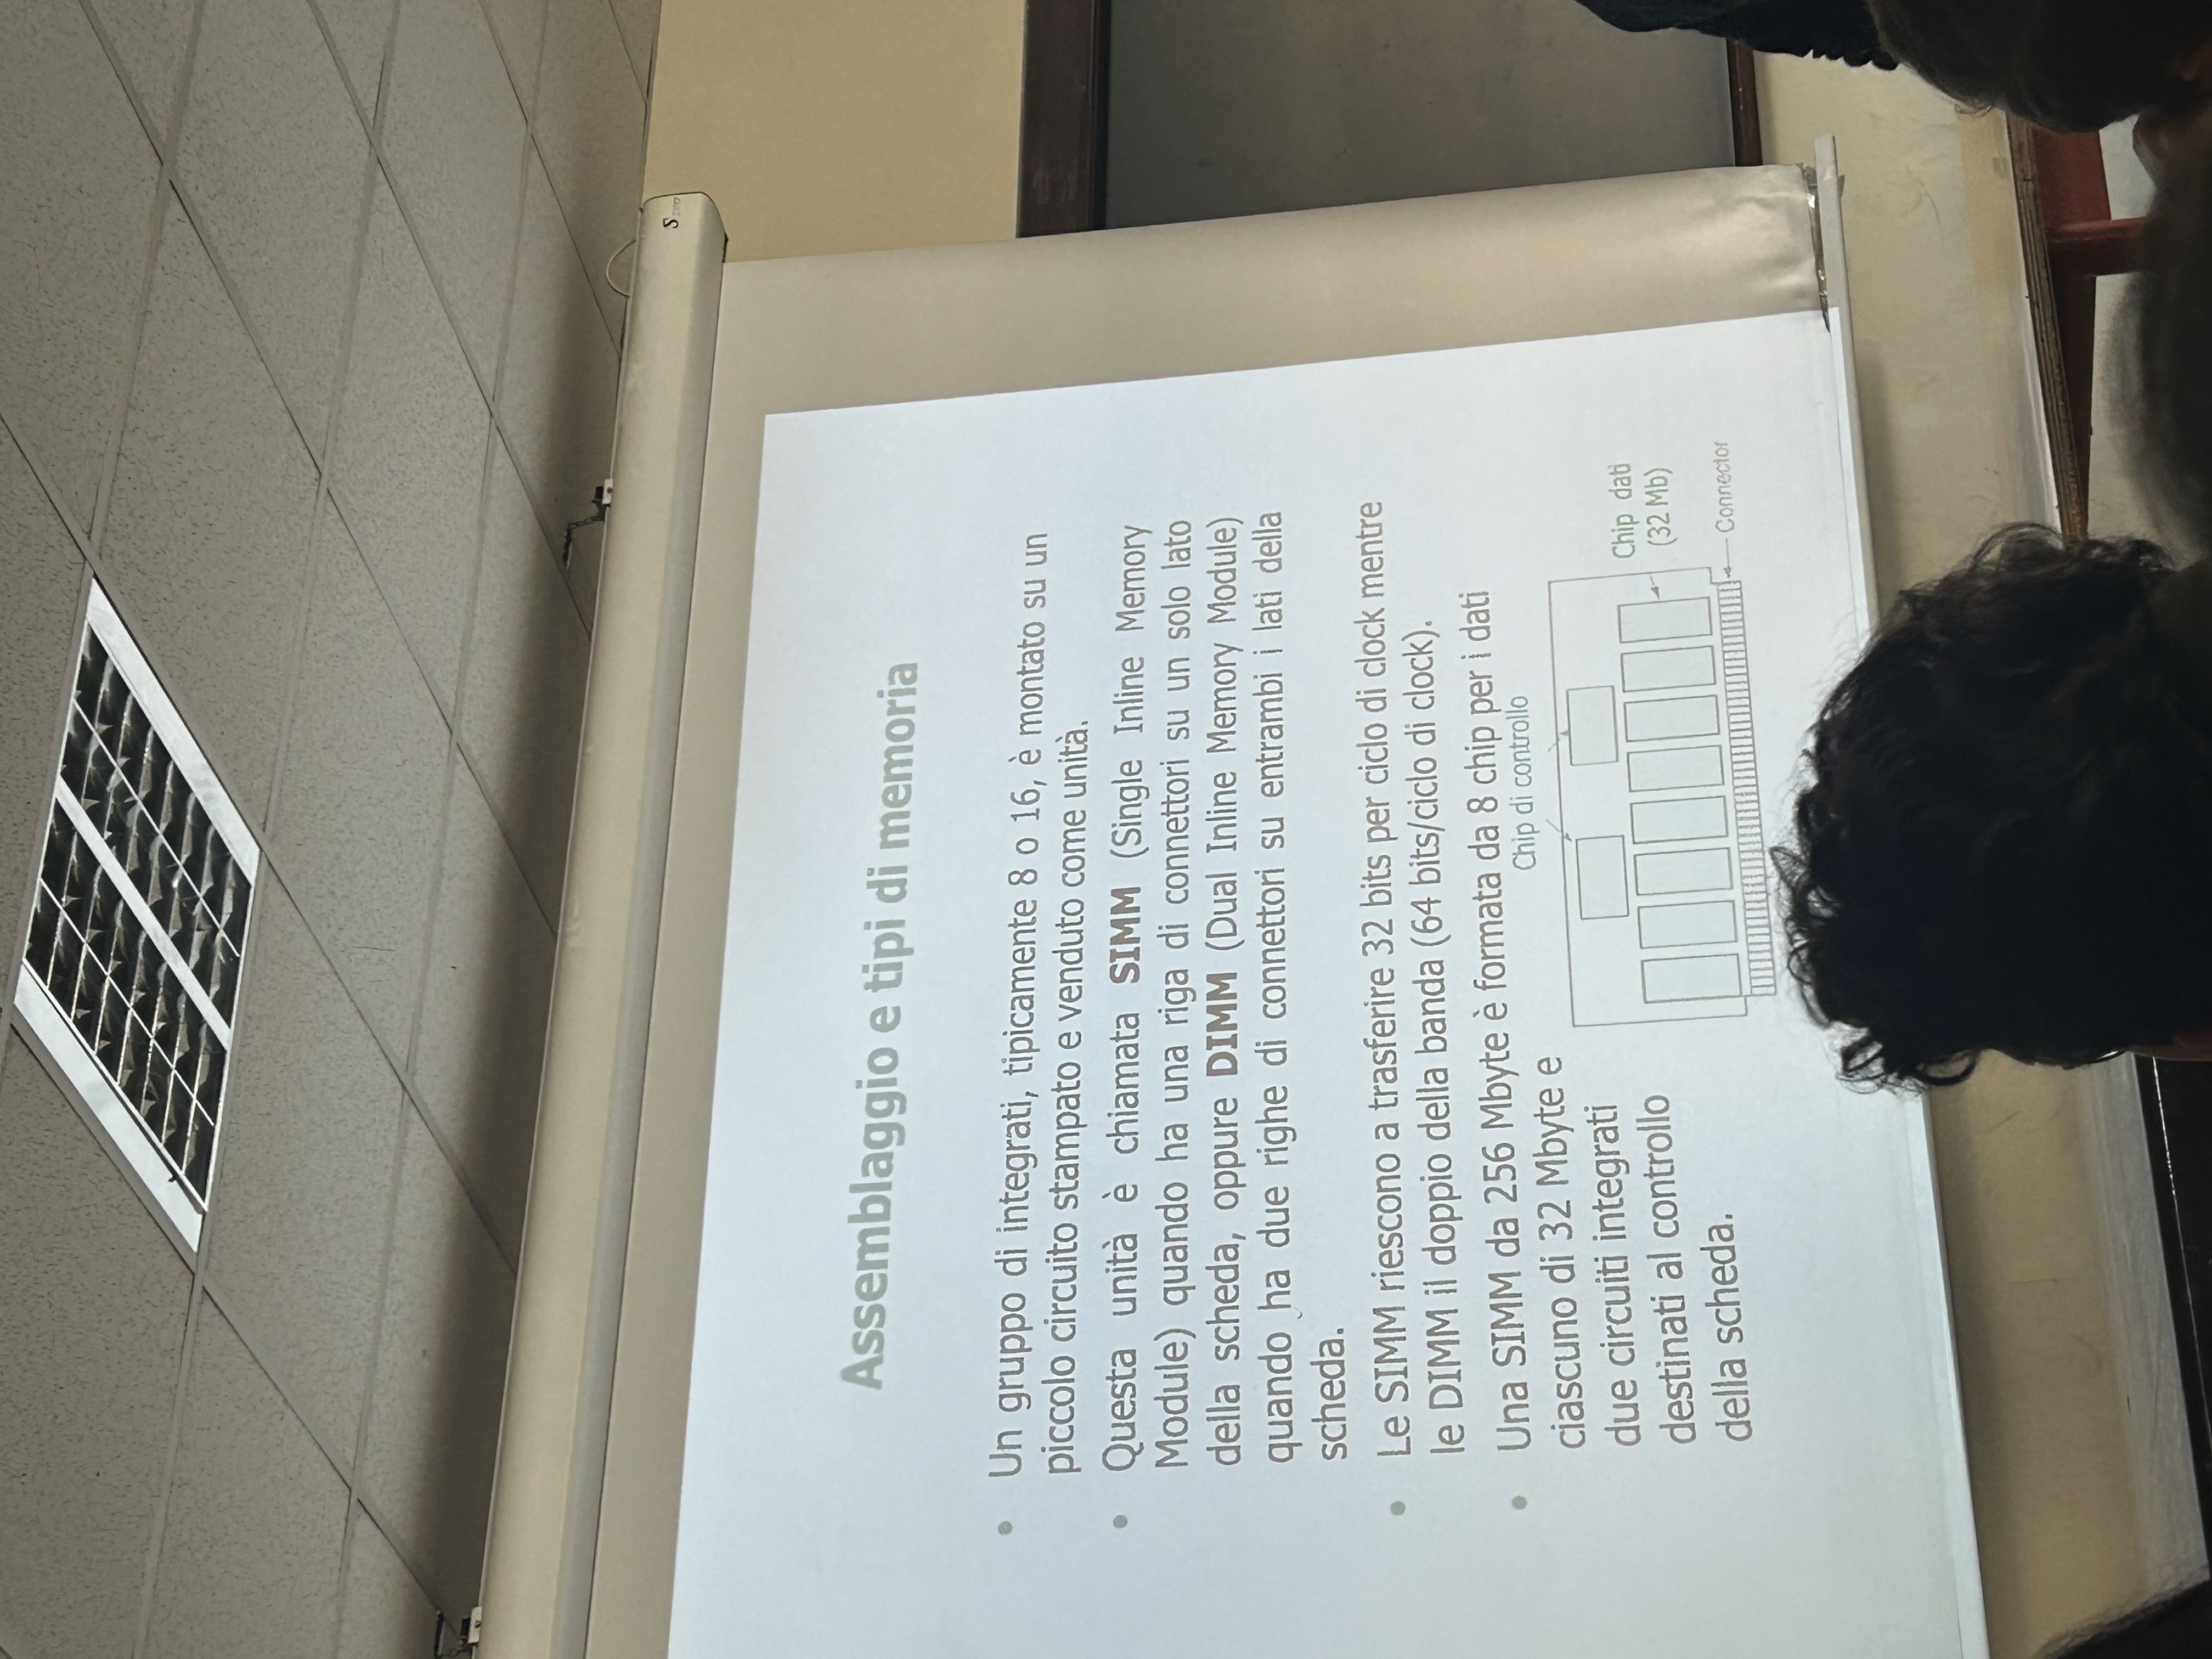 S
Assemblaggio e tipi di memoria
• Un gruppo di integrati, tipicamente 8 o 16, è montato su un
piccolo circuito stampato e venduto come unità.
• Questa unità è chiamata SIMM (Single Inline Memory
Module) quando ha una riga di connettori su un solo lato
della scheda, oppure DIMM (Dual Inline Memory Module)
quando ha due righe di connettori su entrambi i lati della
scheda.
• Le SIMM riescono a trasferire 32 bits per ciclo di clock mentre
le DIMM il doppio della banda (64 bits/ciclo di clock).
• Una SIMM da 256 Mbyte è formata da 8 chip per i dati
ciascuno di 32 Mbyte e
due circuiti integrati
destinati al controllo
della scheda.
Chip di controllo
Chip dati
(32 Mb)
Connector